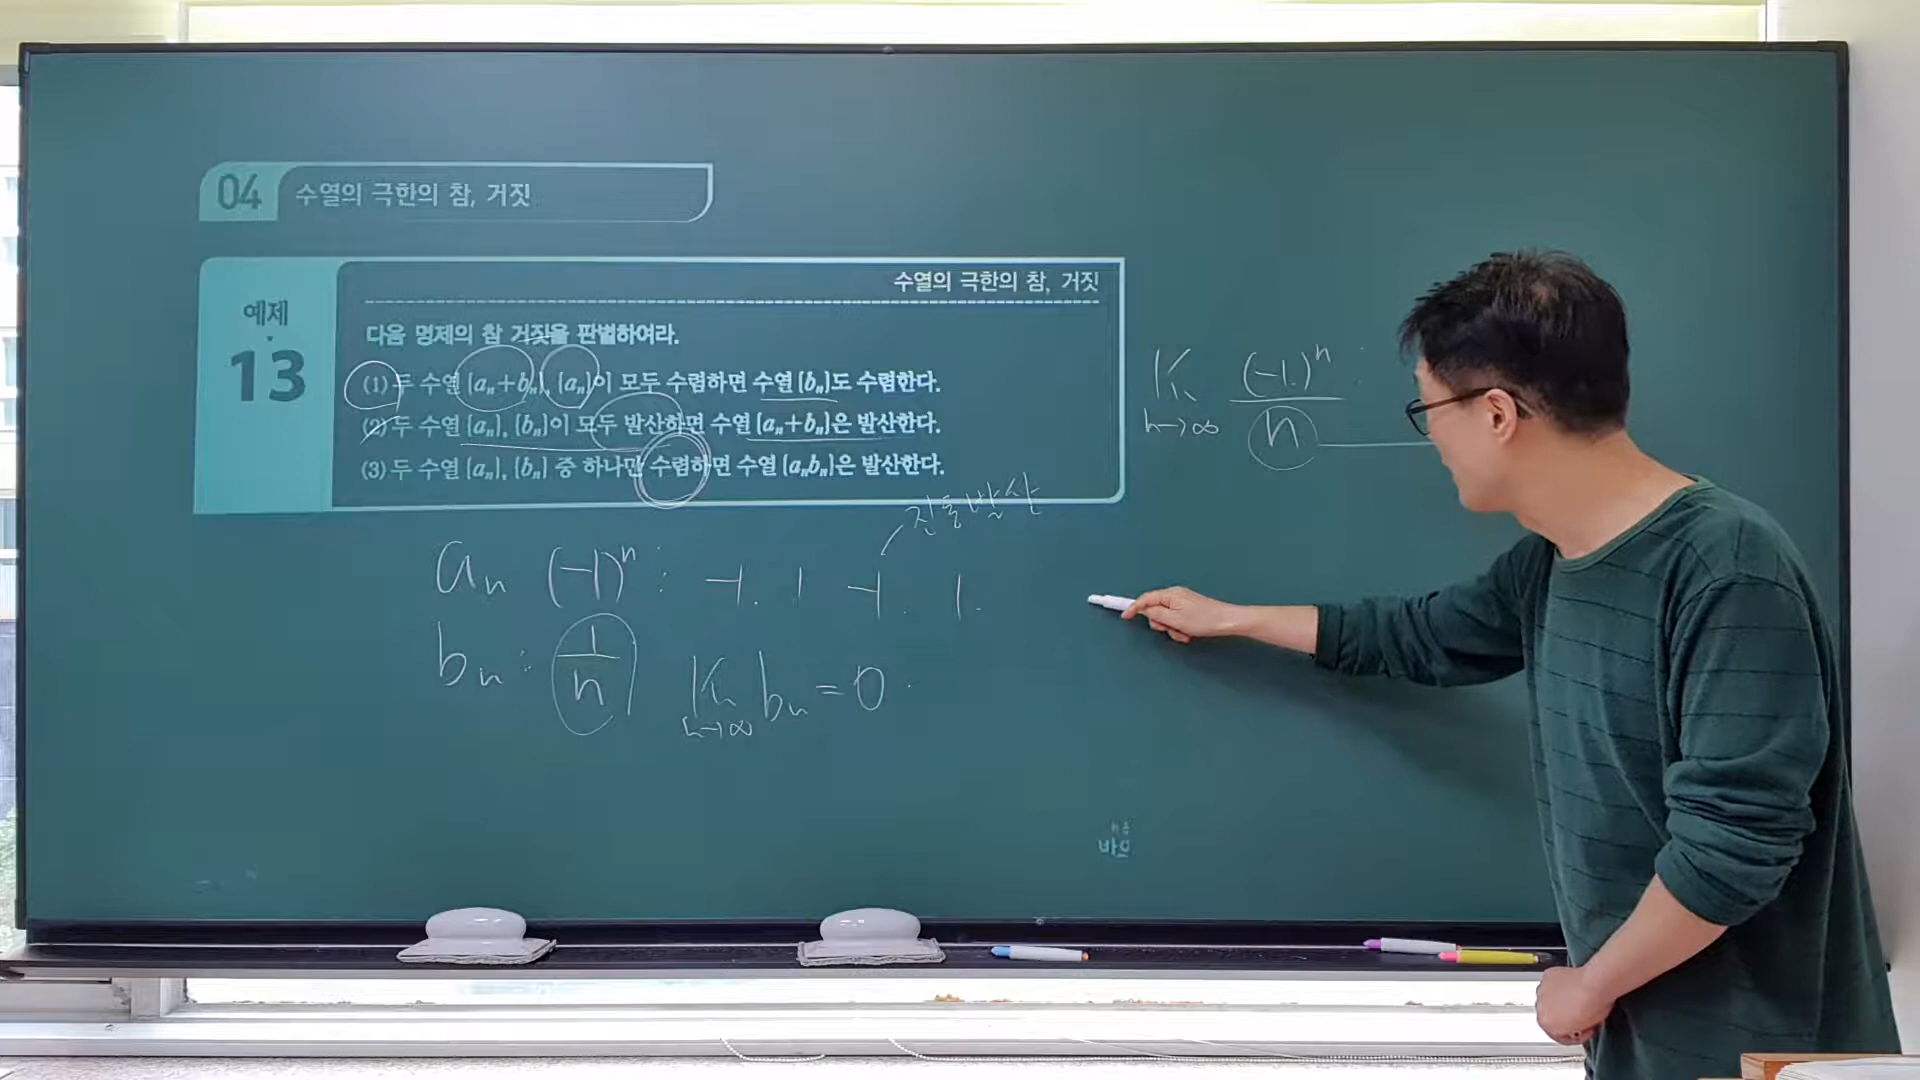 04 수열의 극한의 참, 거짓
수열의 극한의 참, 거짓
예제
13
다음 명제의 참 거짓을 판별하여라.
(1) 두 수열 {aₙ+bₙ}, {aₙ}이 모두 수렴하면 수열 {bₙ}도 수렴한다.
(2) 두 수열 {aₙ}, {bₙ}이 모두 발산하면 수열 {aₙ+bₙ}은 발산한다.
(3) 두 수열 {aₙ}, {bₙ} 중 하나만 수렴하면 수열 {aₙbₙ}은 발산한다.
진동발산
aₙ (-1)ⁿ : -1. 1 -1. 1.
bₙ : 1/n lim n→∞ bₙ = 0.
lim n→∞ (-1)ⁿ/n